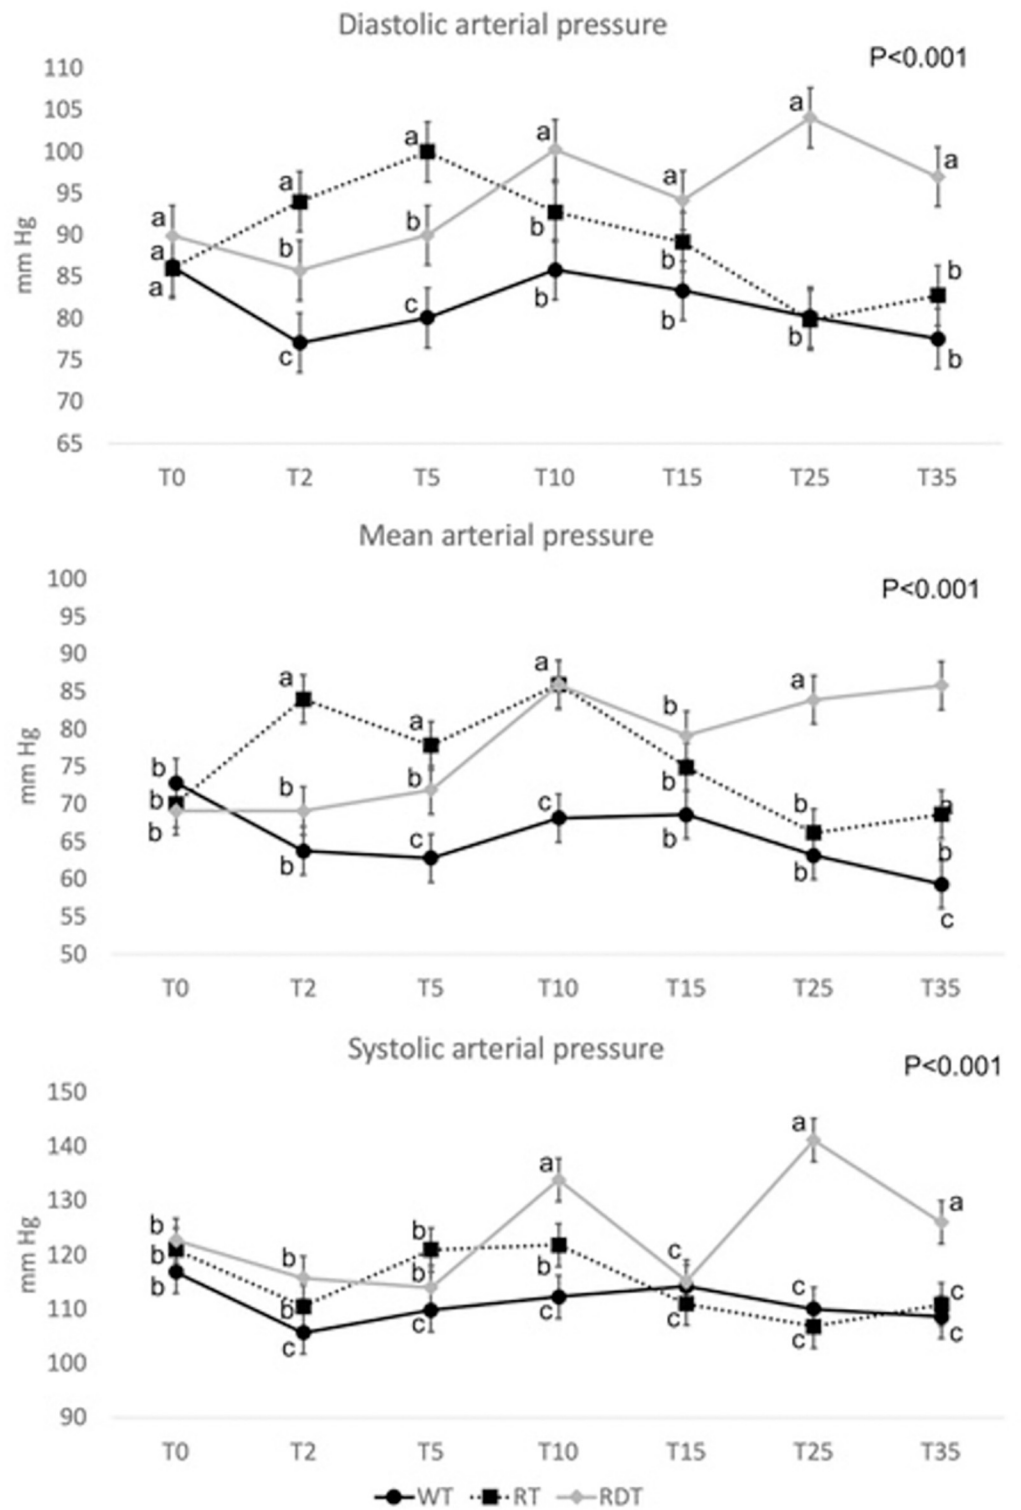 Diastolic arterial pressure
P<0.001
110
105
100
95
90
85
80
75
70
65
mm Hg
a
a
a
a
b
c
a
b
c
a
b
b
a
b
b
a
b
a
b
b
T0 T2 T5 T10 T15 T25 T35
Mean arterial pressure
P<0.001
100
95
90
85
80
75
70
65
60
55
50
mm Hg
b
b
b
a
b
b
a
b
c
a
c
b
b
b
a
b
b
a
b
c
T0 T2 T5 T10 T15 T25 T35
Systolic arterial pressure
P<0.001
150
140
130
120
110
100
90
mm Hg
b
b
b
b
b
c
b
b
c
a
b
c
c
c
a
c
c
a
c
c
T0 T2 T5 T10 T15 T25 T35
WT RT RDT